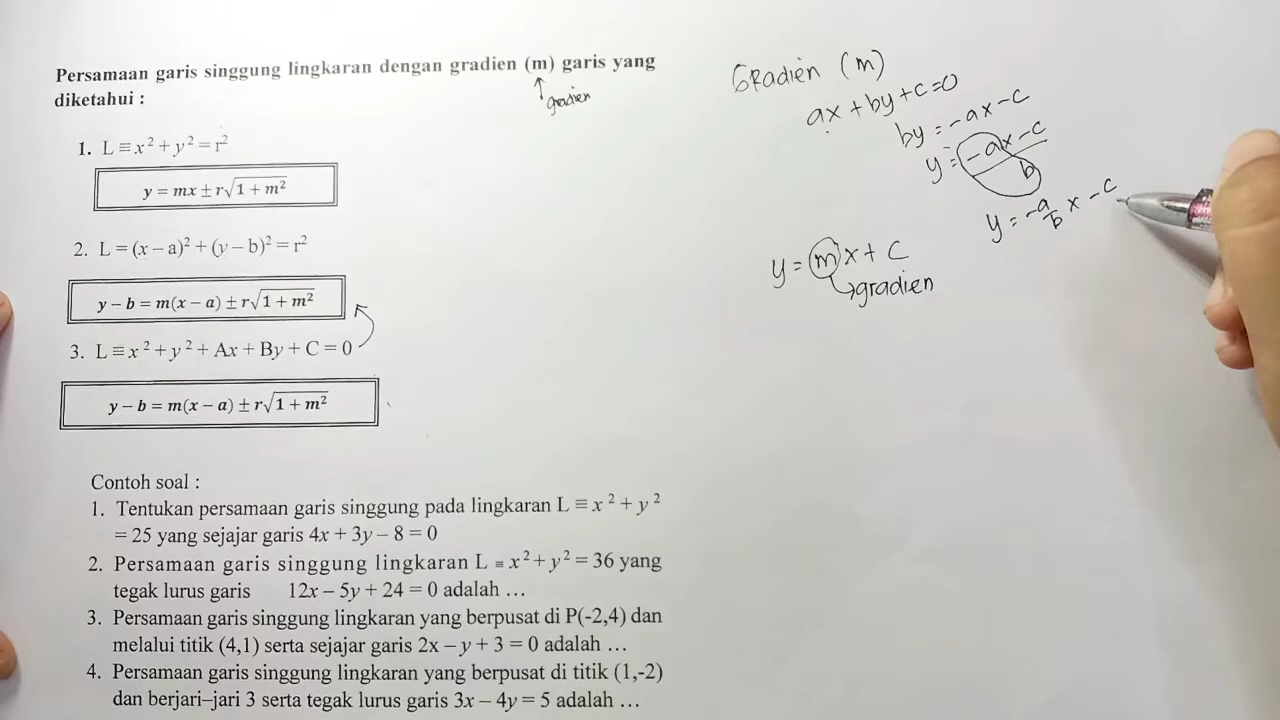 Persamaan garis singgung lingkaran dengan gradien (m) garis yang
diketahui :
gradien
1. L ≡ x² + y² = r²
y = mx ± r√1 + m²
2. L = (x – a)² + (y – b)² = r²
y – b = m(x – a) ± r√1 + m²
3. L ≡ x² + y² + Ax + By + C = 0
y – b = m(x – a) ± r√1 + m²
Contoh soal :
1. Tentukan persamaan garis singgung pada lingkaran L ≡ x² + y²
= 25 yang sejajar garis 4x + 3y – 8 = 0
2. Persamaan garis singgung lingkaran L ≡ x² + y² = 36 yang
tegak lurus garis 12x – 5y + 24 = 0 adalah …
3. Persamaan garis singgung lingkaran yang berpusat di P(-2,4) dan
melalui titik (4,1) serta sejajar garis 2x – y + 3 = 0 adalah …
4. Persamaan garis singgung lingkaran yang berpusat di titik (1,-2)
dan berjari–jari 3 serta tegak lurus garis 3x – 4y = 5 adalah …
Gradien (m)
ax + by + c = 0
by = -ax - c
y = -ax - c / b
y = -a/b x - c
y = mx + c
gradien